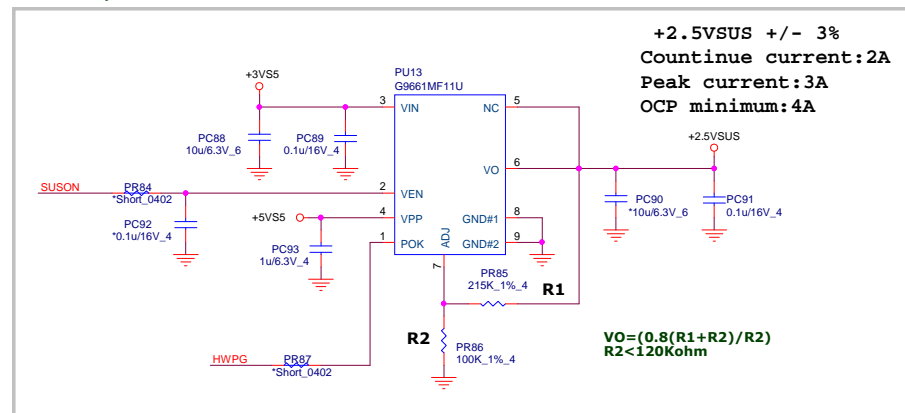 +2.5VSUS +/- 3%
Countinue current:2A
Peak current:3A
OCP minimum:4A
+3VS5
PU13
G9661MF11U
3
VIN
NC
5
PC88
10u/6.3V_6
PC89
0.1u/16V_4
+2.5VSUS
VO
6
SUSON
PR84
*Short_0402
2
VEN
PC90
*10u/6.3V_6
PC91
0.1u/16V_4
PC92
*0.1u/16V_4
+5VS5
4
VPP
GND#1
8
PC93
1u/6.3V_4
1
POK
ADJ
GND#2
9
7
PR85
215K_1%_4
R1
R2
PR86
100K_1%_4
VO=(0.8(R1+R2)/R2)
R2<120Kohm
HWPG
PR87
*Short_0402